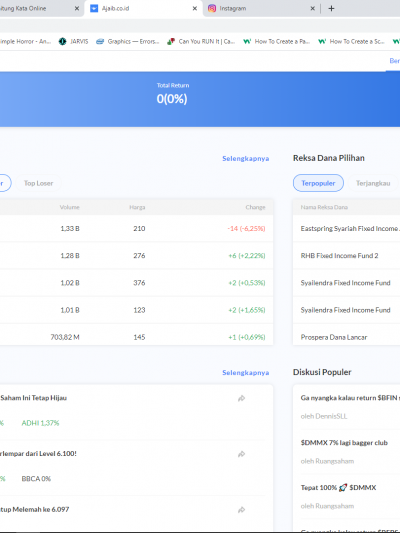 itung Kata Online
4jaib.co.id
Instagram
imple Horror - An...
JARVIS
Graphics — Errors...
Can You RUN It | Ca...
How To Create a Pa...
How To Create a Sc...
How
Ber
Total Return
0(0%)
Selengkapnya
Reksa Dana Pilihan
Top Loser
Terpopuler
Terjangkau
Volume
Harga
Change
Nama Reksa Dana
1,33 B
210
-14 (-6,25%)
Eastspring Syariah Fixed Income
1,28 B
276
+6 (+2,22%)
RHB Fixed Income Fund 2
1,02 B
376
+2 (+0,53%)
Syailendra Fixed Income Fund
1,01 B
123
+2 (+1,65%)
Syailendra Fixed Income Fund
703,82 M
145
+1 (+0,69%)
Prospera Dana Lancar
Selengkapnya
Diskusi Populer
Saham Ini Tetap Hijau
Ga nyangka kalau return $BFIN s
%
ADHI 1,37%
oleh DennisSLL
rlempar dari Level 6.100!
$DMMX 7% lagi bagger club
%
BBCA 0%
oleh Ruangsaham
Tepat 100% 🚀 $DMMX
tup Melemah ke 6.097
oleh Ruangsaham